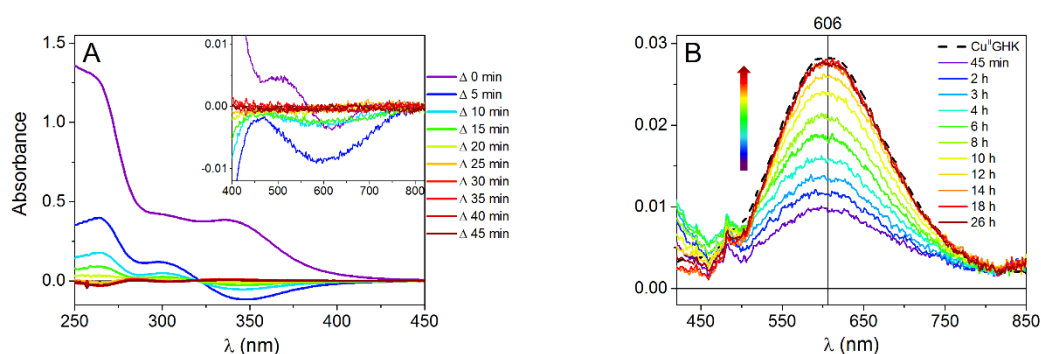 A
1.5
1.0
0.5
0.0
Absorbance
250
300
350
400
450
λ (nm)
0.01
0.00
-0.01
400
500
600
700
800
Δ 0 min
Δ 5 min
Δ 10 min
Δ 15 min
Δ 20 min
Δ 25 min
Δ 30 min
Δ 35 min
Δ 40 min
Δ 45 min
B
606
0.03
0.02
0.01
0.00
450
550
650
750
850
λ (nm)
CuᴵᴵGHK
45 min
2 h
3 h
4 h
6 h
8 h
10 h
12 h
14 h
18 h
26 h